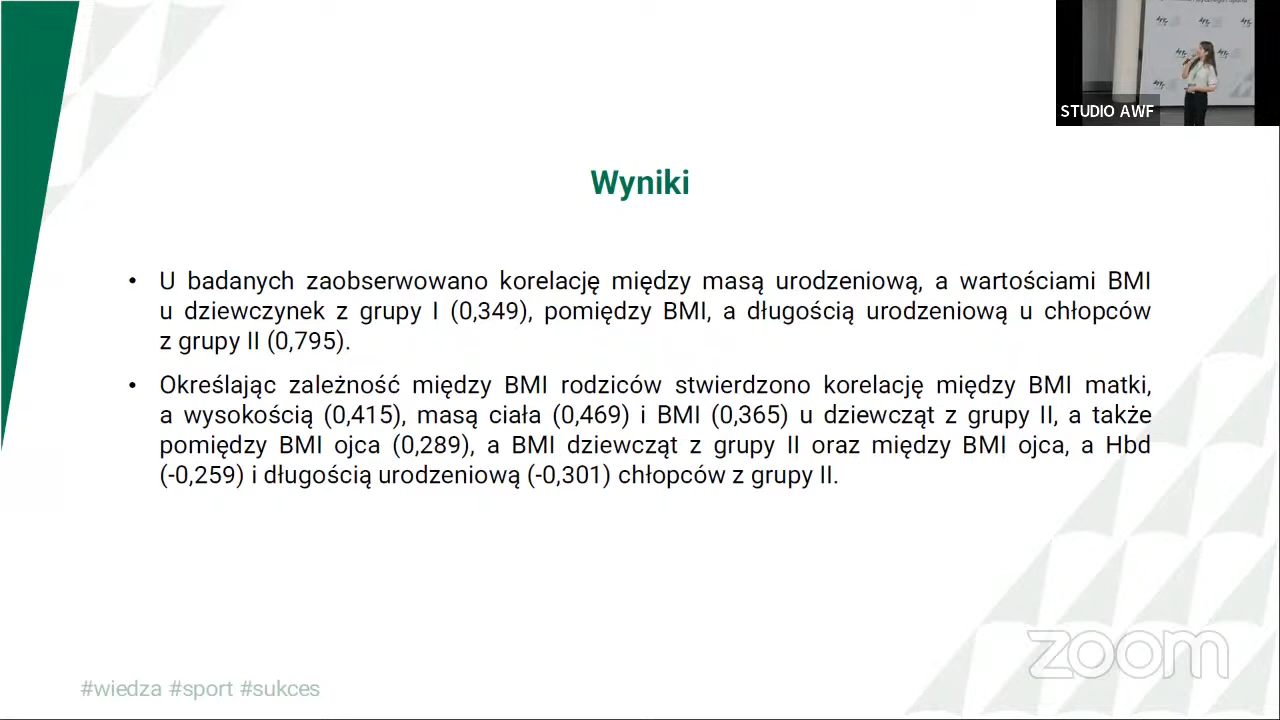 STUDIO AWF
Wyniki
• U badanych zaobserwowano korelację między masą urodzeniową, a wartościami BMI
u dziewczynek z grupy I (0,349), pomiędzy BMI, a długością urodzeniową u chłopców
z grupy II (0,795).
• Określając zależność między BMI rodziców stwierdzono korelację między BMI matki,
a wysokością (0,415), masą ciała (0,469) i BMI (0,365) u dziewcząt z grupy II, a także
pomiędzy BMI ojca (0,289), a BMI dziewcząt z grupy II oraz między BMI ojca, a Hbd
(-0,259) i długością urodzeniową (-0,301) chłopców z grupy II.
zoom
#wiedza #sport #sukces